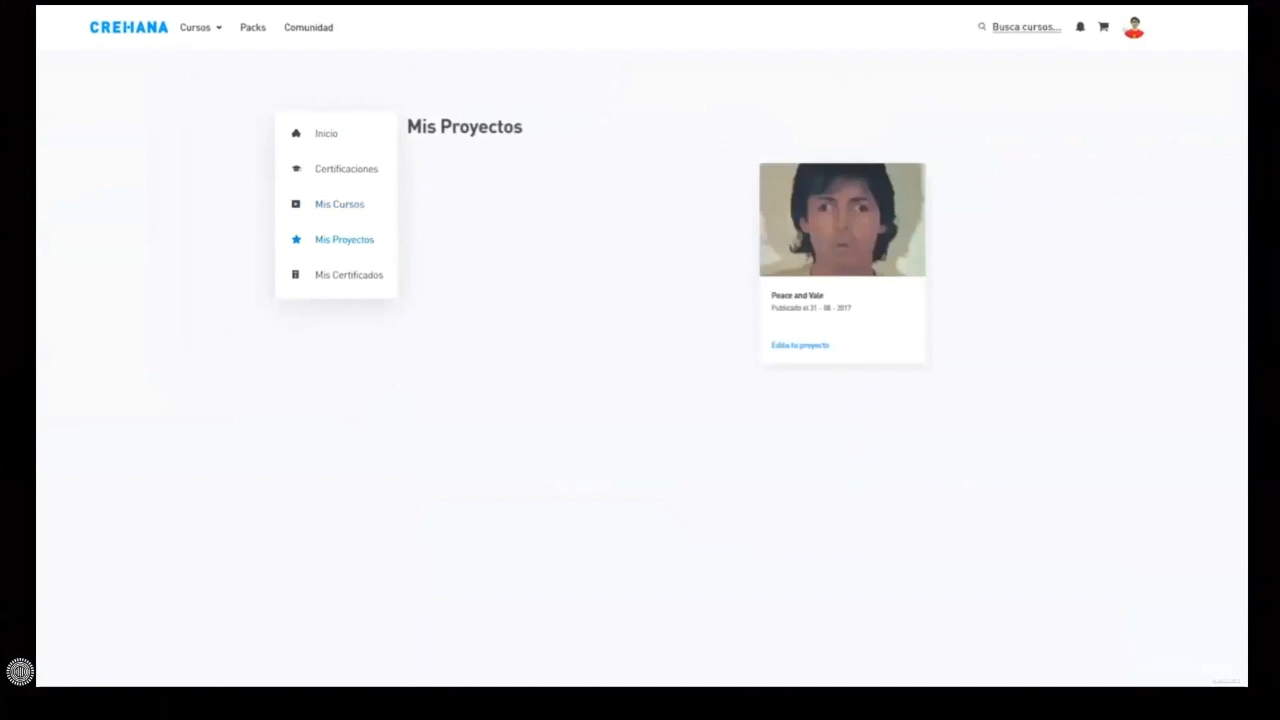 CREHANA Cursos Packs Comunidad Busca cursos...
Mis Proyectos
Inicio
Certificaciones
Mis Cursos
Mis Proyectos
Mis Certificados
Peace and Vale
Publicado el 31 - 08 - 2017
Edita tu proyecto